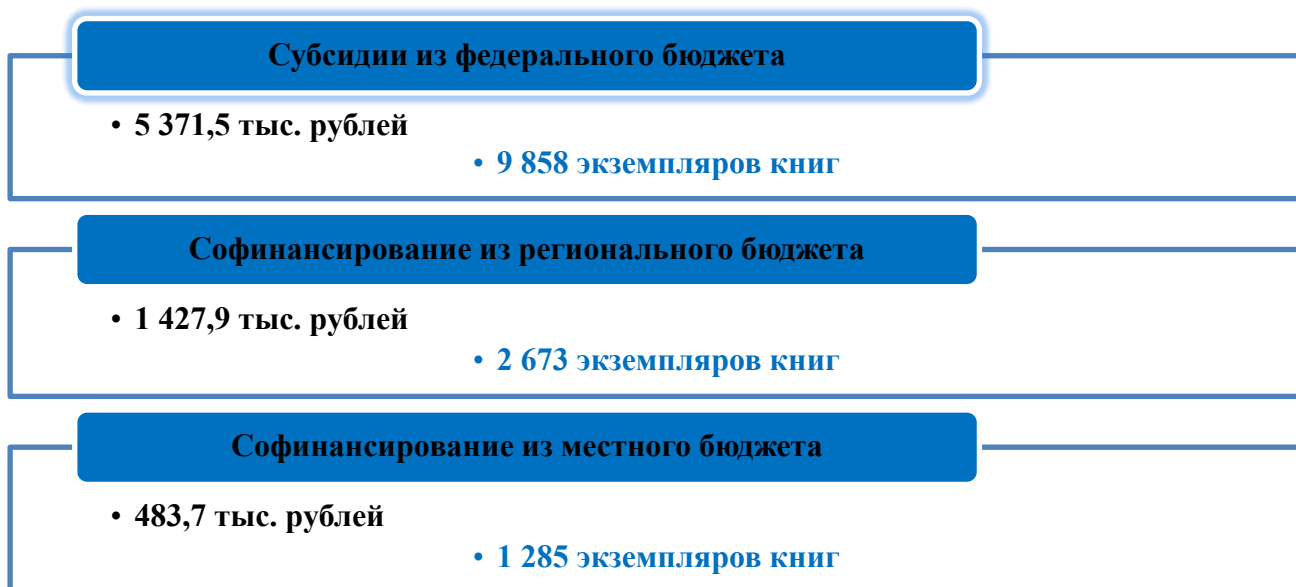 Субсидии из федерального бюджета
• 5 371,5 тыс. рублей
• 9 858 экземпляров книг
Софинансирование из регионального бюджета
• 1 427,9 тыс. рублей
• 2 673 экземпляров книг
Софинансирование из местного бюджета
• 483,7 тыс. рублей
• 1 285 экземпляров книг